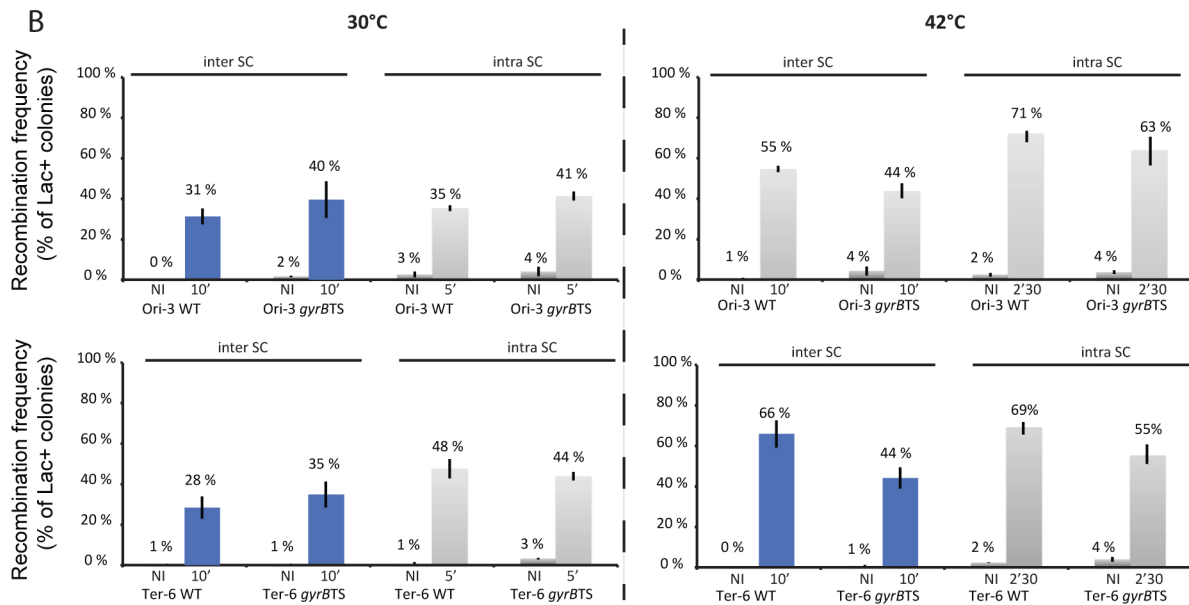 B
30°C
42°C
Recombination frequency
(% of Lac+ colonies)
inter SC
intra SC
100 %
80 %
60 %
40 %
20 %
0 %
0 %
31 %
2 %
40 %
3 %
35 %
4 %
41 %
NI 10' NI 10' NI 5' NI 5'
Ori-3 WT Ori-3 gyrBTS Ori-3 WT Ori-3 gyrBTS
inter SC
intra SC
100 %
80 %
60 %
40 %
20 %
0 %
1 %
55 %
4 %
44 %
2 %
71 %
4 %
63 %
NI 10' NI 10' NI 2'30 NI 2'30
Ori-3 WT Ori-3 gyrBTS Ori-3 WT Ori-3 gyrBTS
Recombination frequency
(% of Lac+ colonies)
inter SC
intra SC
100 %
80 %
60 %
40 %
20 %
0 %
1 %
28 %
1 %
35 %
1 %
48 %
3 %
44 %
NI 10' NI 10' NI 5' NI 5'
Ter-6 WT Ter-6 gyrBTS Ter-6 WT Ter-6 gyrBTS
inter SC
intra SC
100 %
80 %
60 %
40 %
20 %
0 %
0 %
66 %
1 %
44 %
2 %
69%
4 %
55%
NI 10' NI 10' NI 2'30 NI 2'30
Ter-6 WT Ter-6 gyrBTS Ter-6 WT Ter-6 gyrBTS